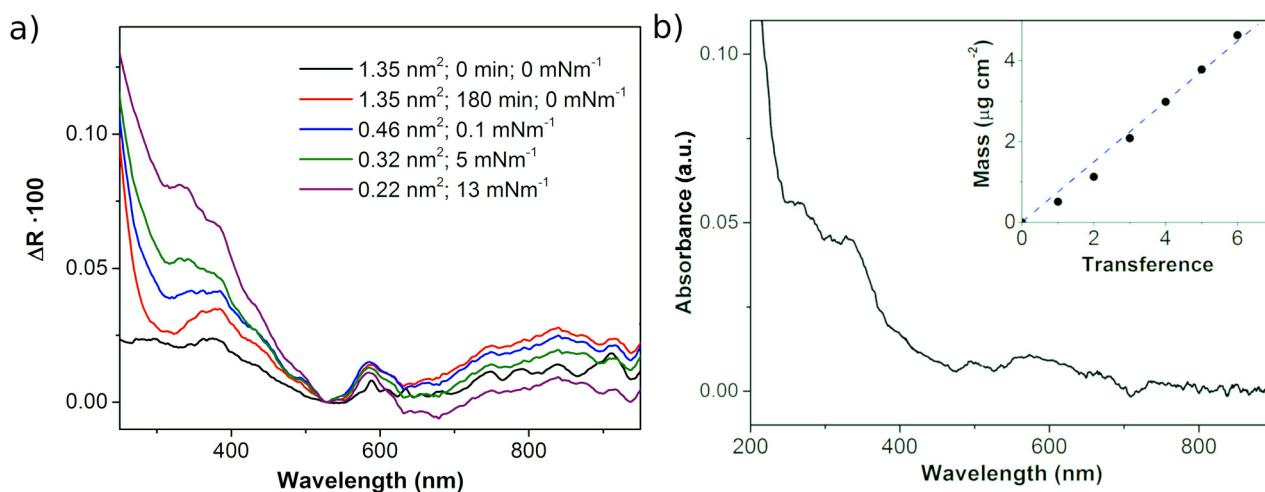 a)
1.35 nm²; 0 min; 0 mNm⁻¹
1.35 nm²; 180 min; 0 mNm⁻¹
0.46 nm²; 0.1 mNm⁻¹
0.32 nm²; 5 mNm⁻¹
0.22 nm²; 13 mNm⁻¹
0.10
0.05
0.00
ΔR ·100
400
600
800
Wavelength (nm)
b)
0.10
0.05
0.00
Absorbance (a.u.)
200
400
600
800
Wavelength (nm)
4
2
0
Mass (μg cm⁻²)
0
2
4
6
Transference